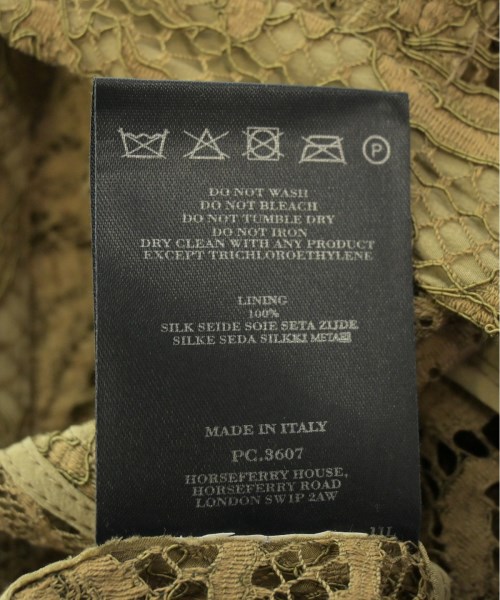 P
DO NOT WASH
DO NOT BLEACH
DO NOT TUMBLE DRY
DO NOT IRON
DRY CLEAN WITH ANY PRODUCT
EXCEPT TRICHLOROETHYLENE
LINING
100%
SILK SEIDE SOIE SETA ZIJDE
SILKE SEDA SILKKI ΜΕΤΑΞΙ
MADE IN ITALY
PC.3607
HORSEFERRY HOUSE,
HORSEFERRY ROAD
LONDON SW1P 2AW